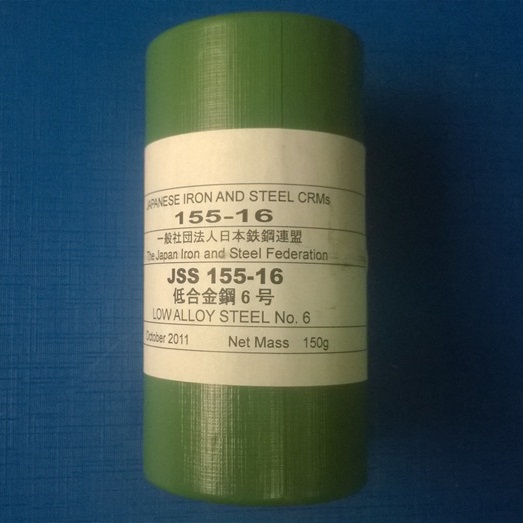 JAPANESE IRON AND STEEL CRMs
155-16
一般社団法人日本鉄鋼連盟
The Japan Iron and Steel Federation
JSS 155-16
低合金鋼6号
LOW ALLOY STEEL No. 6
October 2011 Net Mass 150g